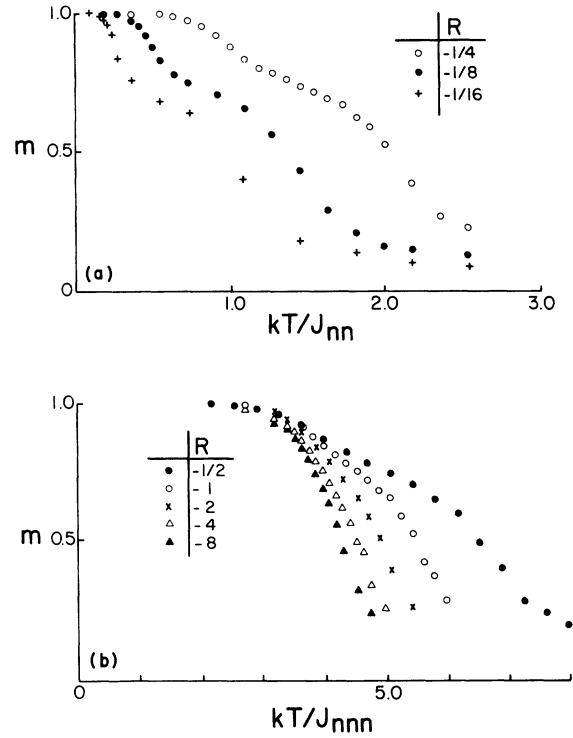 1.0
R
○ -1/4
● -1/8
+ -1/16
m
0.5
(a)
0
1.0 2.0 3.0
kT/Jnn
1.0
R
● -1/2
○ -1
x -2
△ -4
▲ -8
m
0.5
(b)
0 5.0
kT/Jnnn